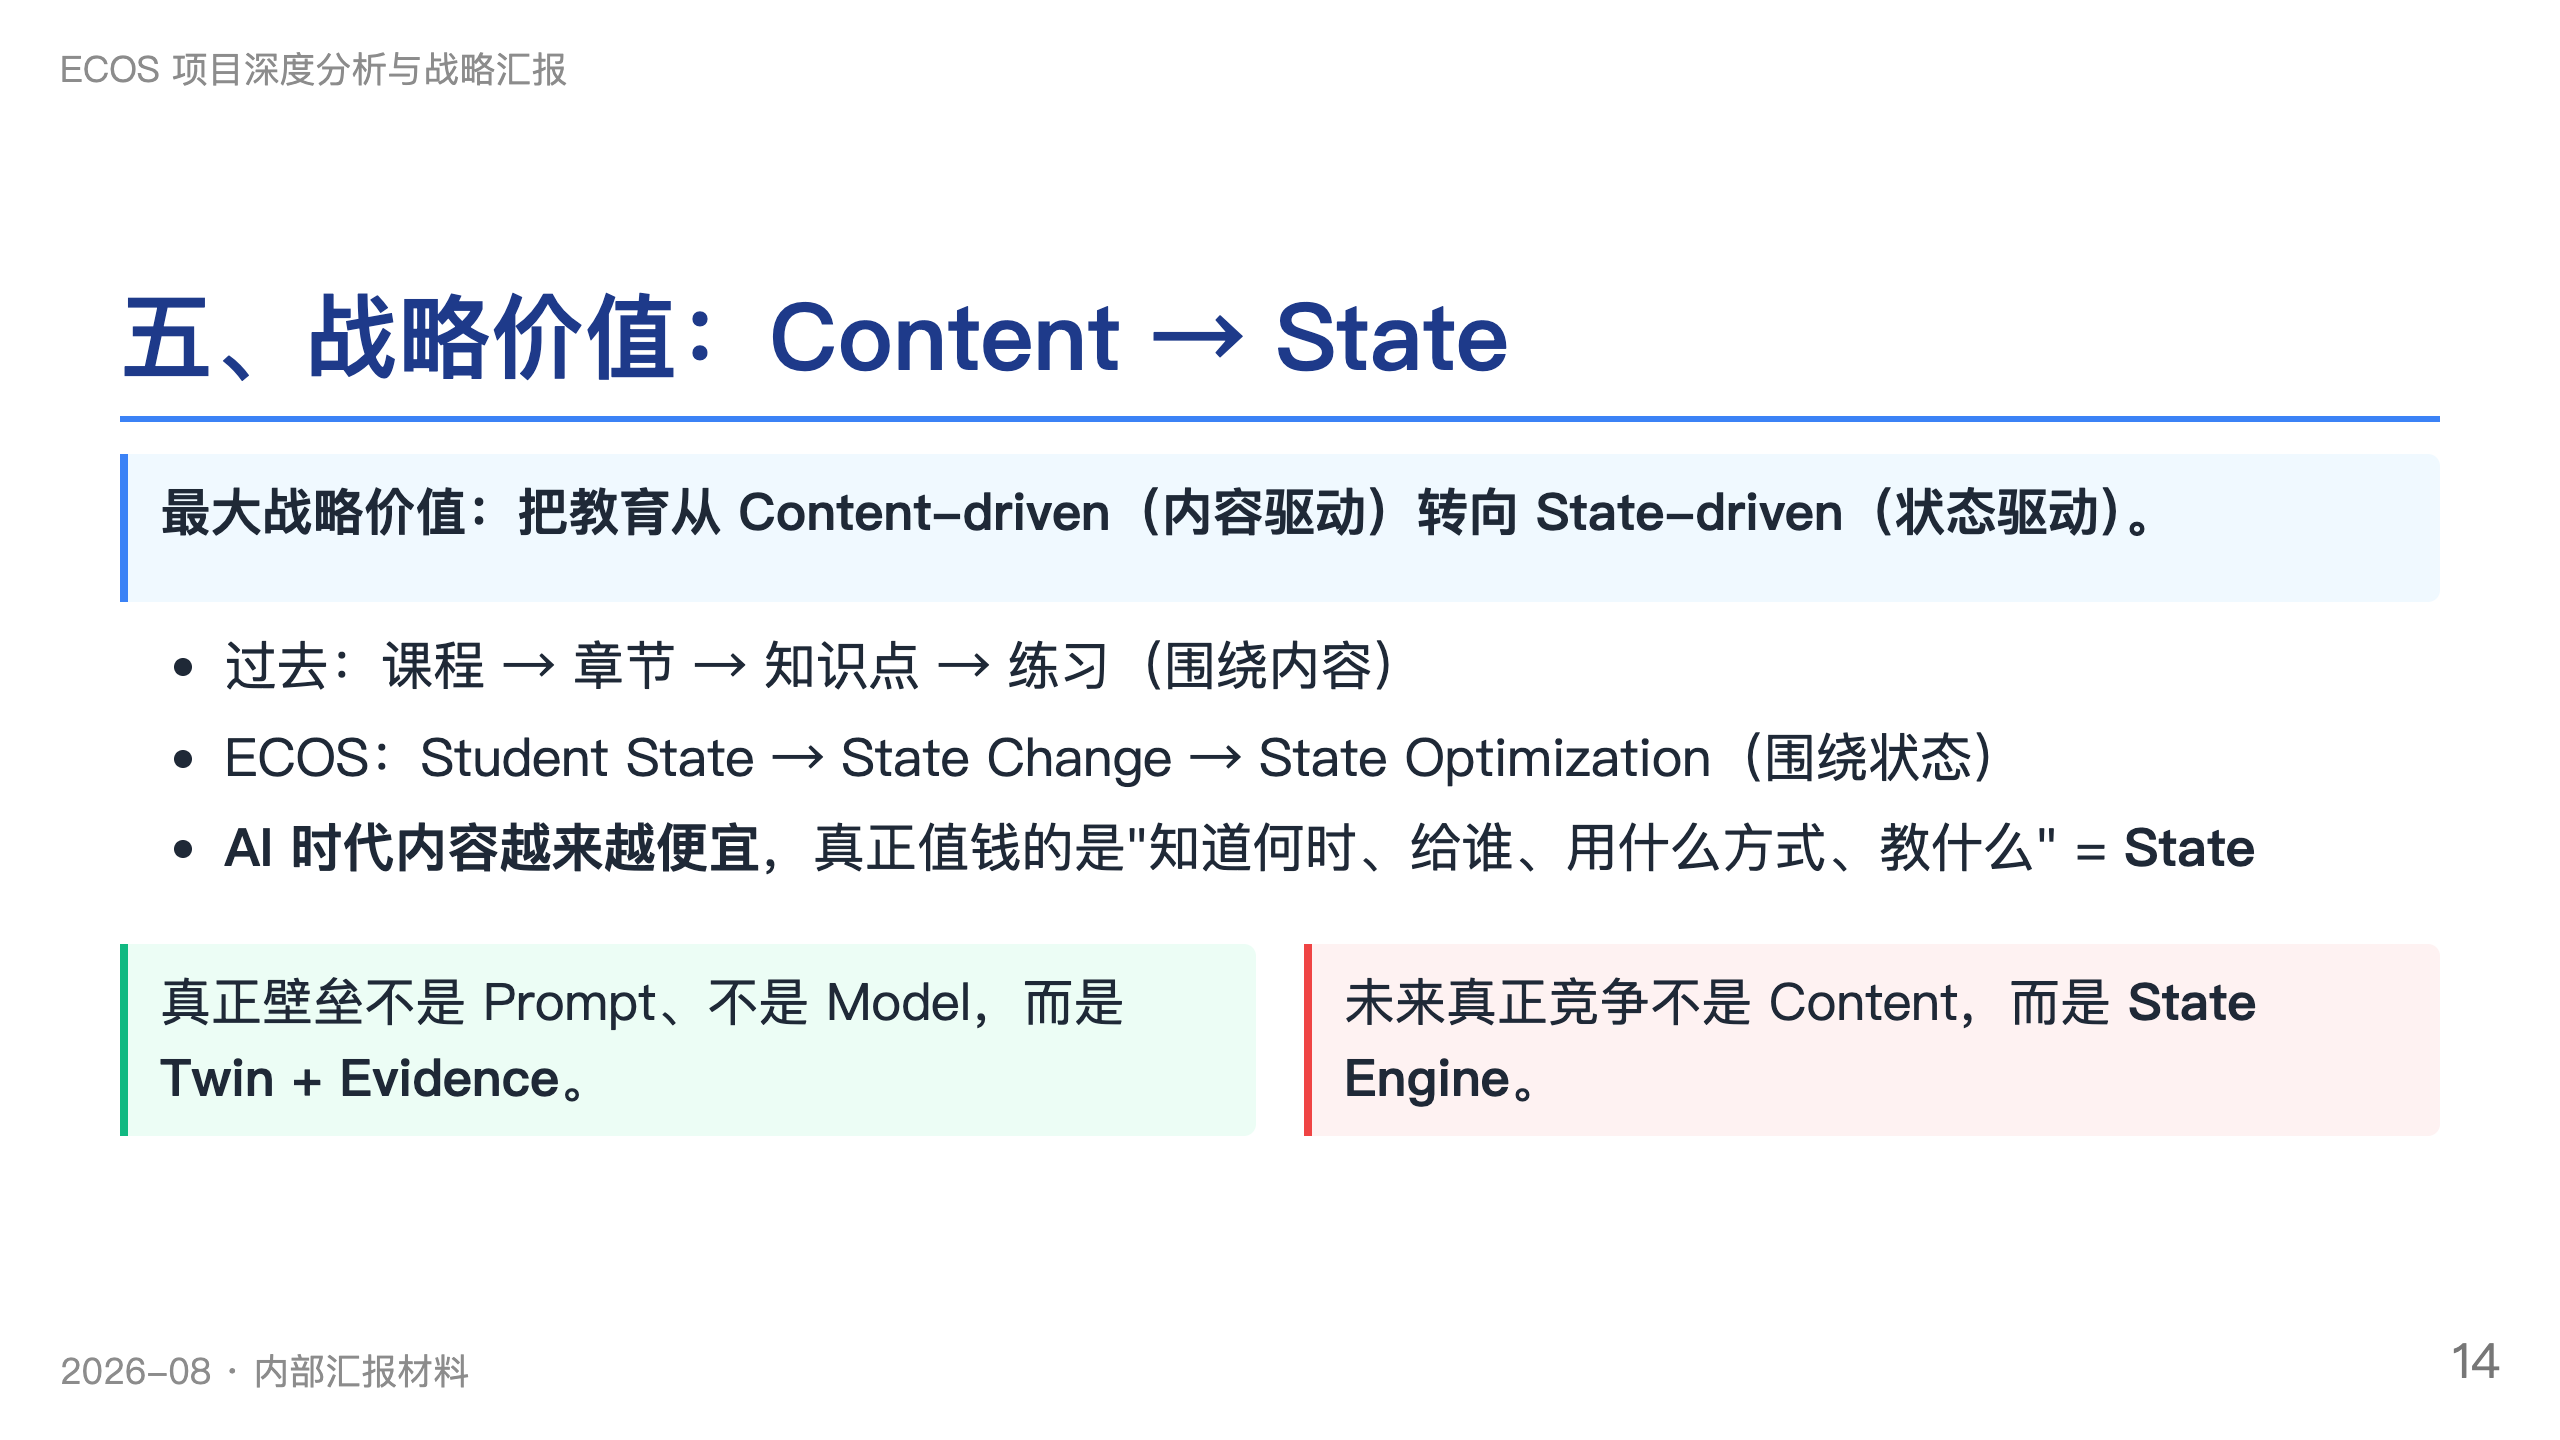 ECOS 项目深度分析与战略汇报
五、战略价值：Content → State
最大战略价值：把教育从 Content-driven（内容驱动）转向 State-driven（状态驱动）。
• 过去：课程 → 章节 → 知识点 → 练习（围绕内容）
• ECOS：Student State → State Change → State Optimization（围绕状态）
• AI 时代内容越来越便宜，真正值钱的是"知道何时、给谁、用什么方式、教什么" = State
真正壁垒不是 Prompt、不是 Model，而是
Twin + Evidence。
未来真正竞争不是 Content，而是 State
Engine。
2026-08 · 内部汇报材料
14